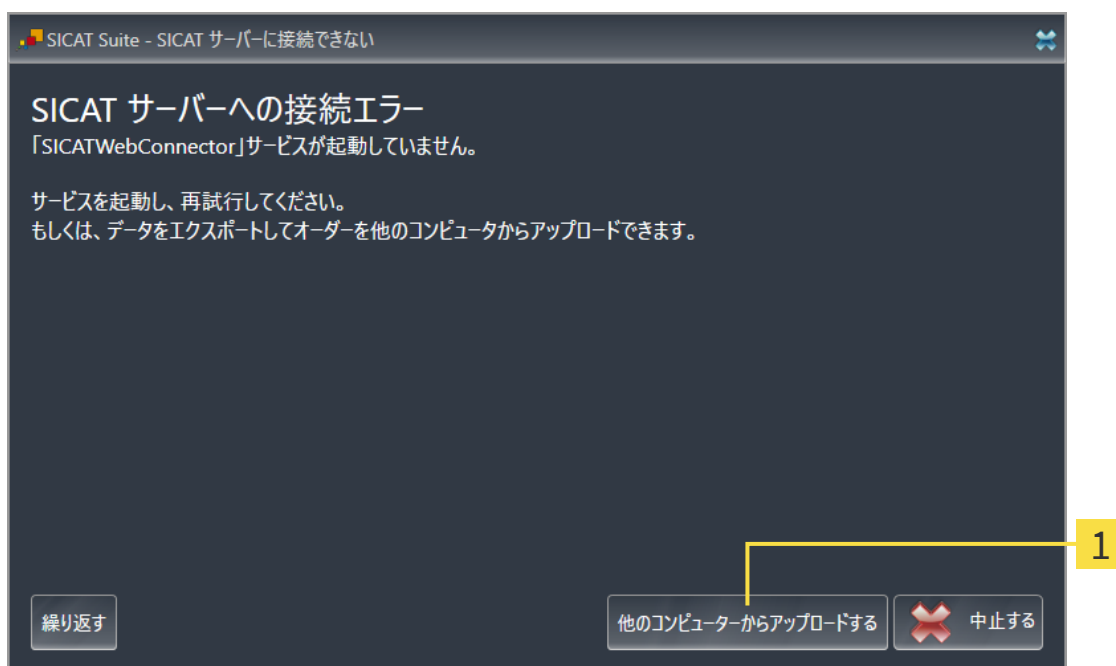 SICAT Suite - SICAT サーバーに接続できない
SICAT サーバーへの接続エラー
「SICATWebConnector」サービスが起動していません。
サービスを起動し、再試行してください。
もしくは、データをエクスポートしてオーダーを他のコンピュータからアップロードできます。
1
繰り返す
他のコンピューターからアップロードする
中止する